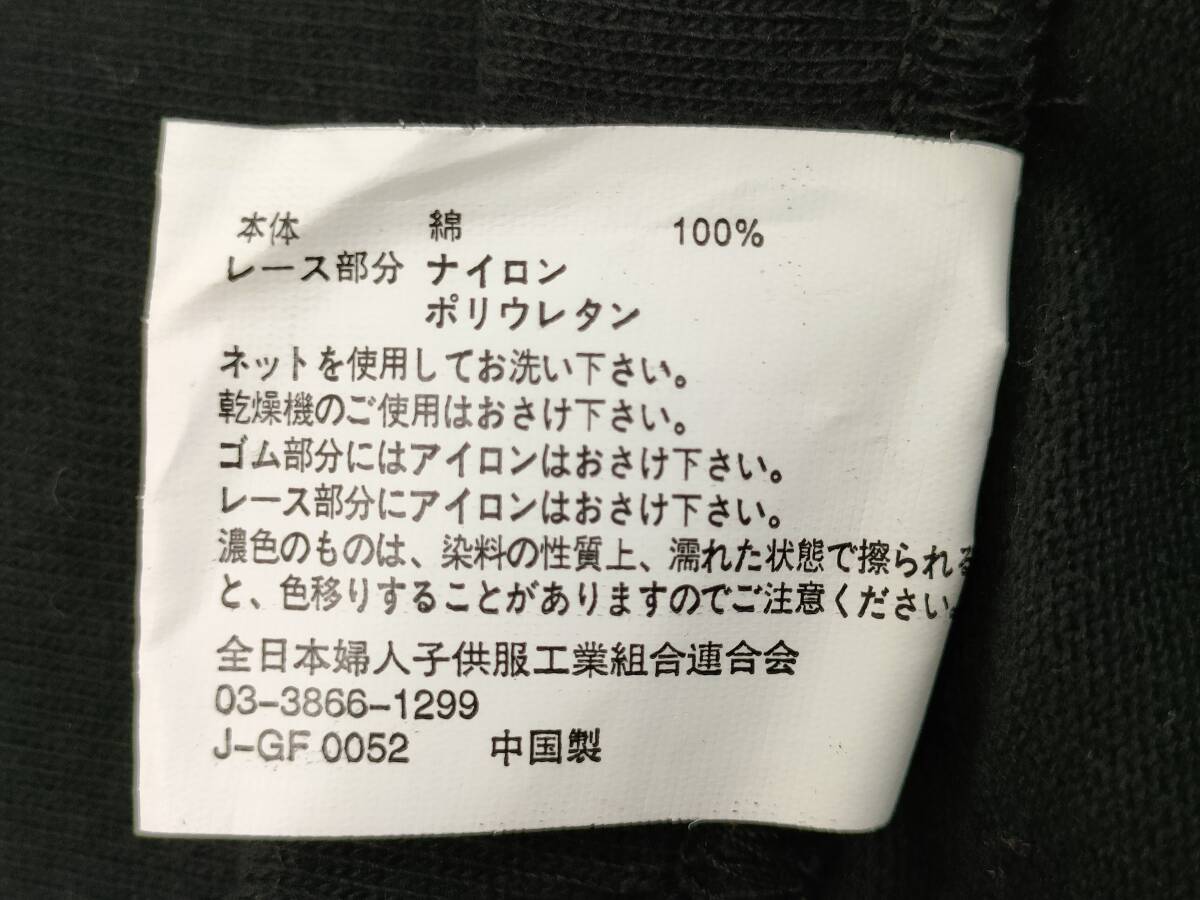 本体 綿 100%
レース部分 ナイロン
ポリウレタン
ネットを使用してお洗い下さい。
乾燥機のご使用はおさけ下さい。
ゴム部分にはアイロンはおさけ下さい。
レース部分にアイロンはおさけ下さい。
濃色のものは、染料の性質上、濡れた状態で擦られる
と、色移りすることがありますのでご注意ください。
全日本婦人子供服工業組合連合会
03-3866-1299
J-GF 0052 中国製